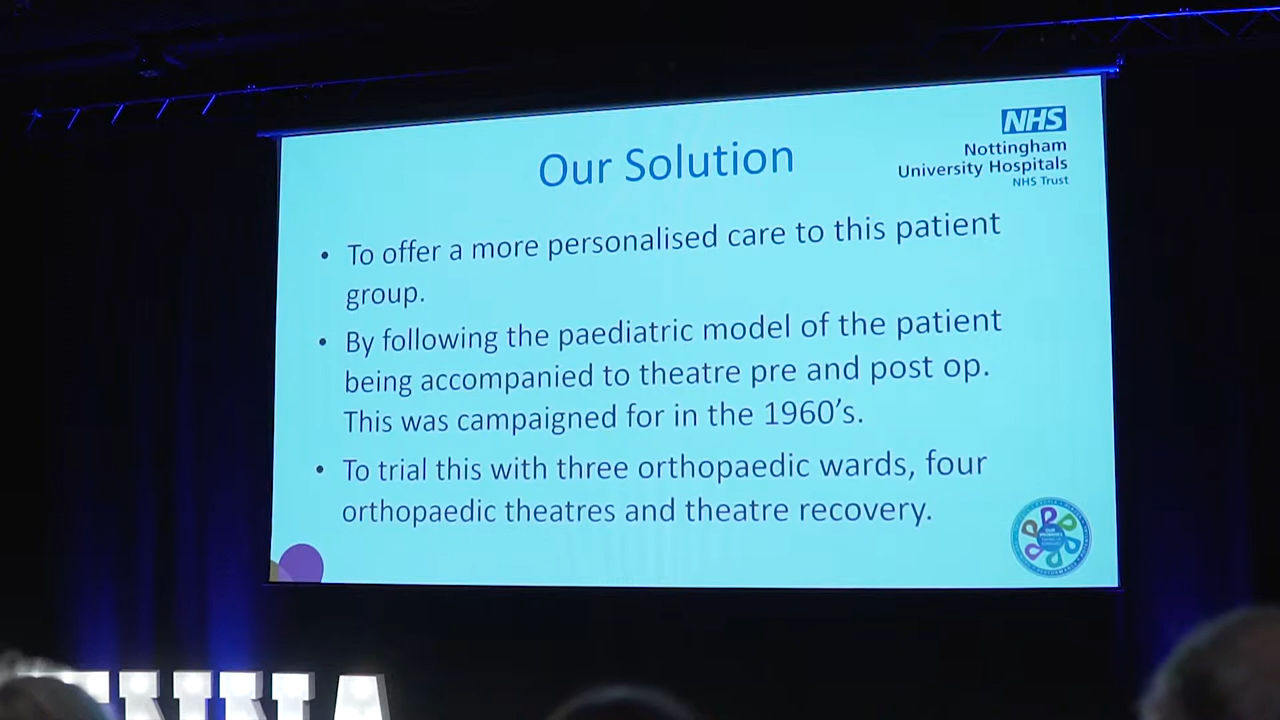 Our Solution
NHS
Nottingham
University Hospitals
NHS Trust
• To offer a more personalised care to this patient
group.
• By following the paediatric model of the patient
being accompanied to theatre pre and post op.
This was campaigned for in the 1960’s.
• To trial this with three orthopaedic wards, four
orthopaedic theatres and theatre recovery.